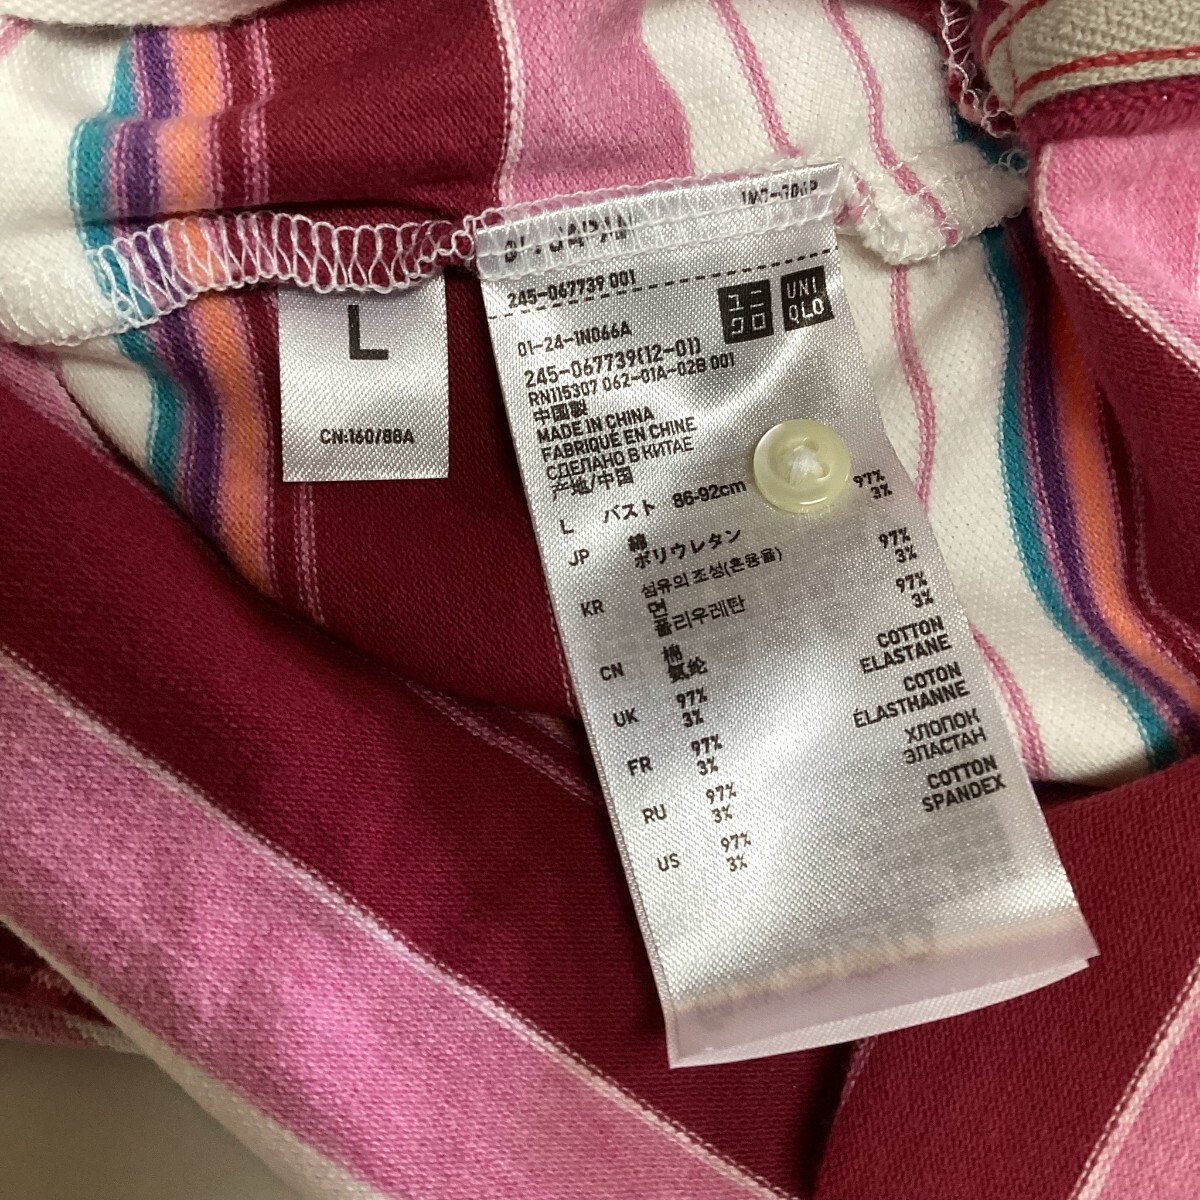 L
CN:160/88A
245-067739 001
ユニ
クロ
UNI
QLO
01-24-1N066A
245-067739(12-01)
RN115307 062-01A-02B 001
中国製
MADE IN CHINA
FABRIQUE EN CHINE
СДЕЛАНО В КИТАЕ
产地/中国
L バスト 86-92cm
JP 綿 97%
ポリウレタン 3%
KR 섬유의 조성(혼용율)
면 97%
폴리우레탄 3%
CN 棉 97%
氨纶 3%
UK 97% COTTON
3% ELASTANE
FR 97% COTON
3% ÉLASTHANNE
RU 97% ХЛОПОК
3% ЭЛАСТАН
US 97% COTTON
3% SPANDEX